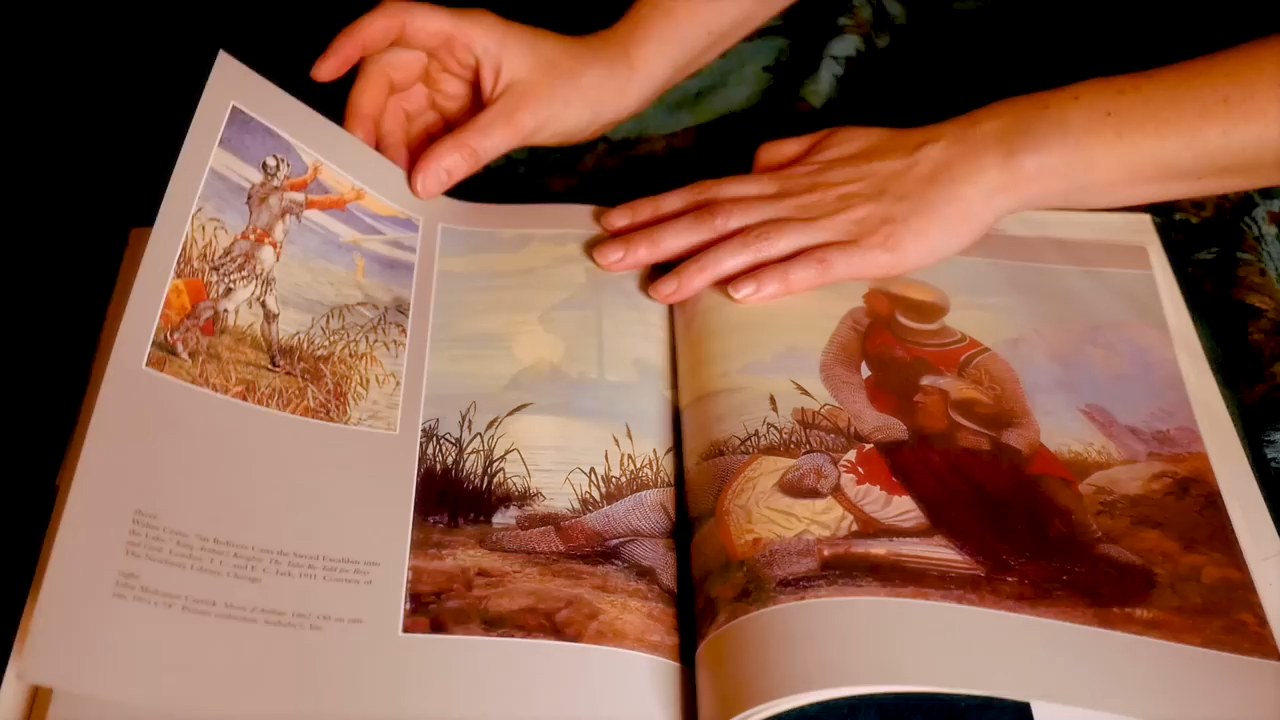 above:
Walter Crane. "Sir Bedivere Casts the Sword Excalibur into
the Lake." King Arthur's Knights: The Tales Re-Told for Boys
and Girls. London: T. C. and E. C. Jack, 1911. Courtesy of
The Newberry Library, Chicago
right:
John Mulcaster Carrick. Morte d'Arthur. 1862. Oil on
Sotheby's, Inc.